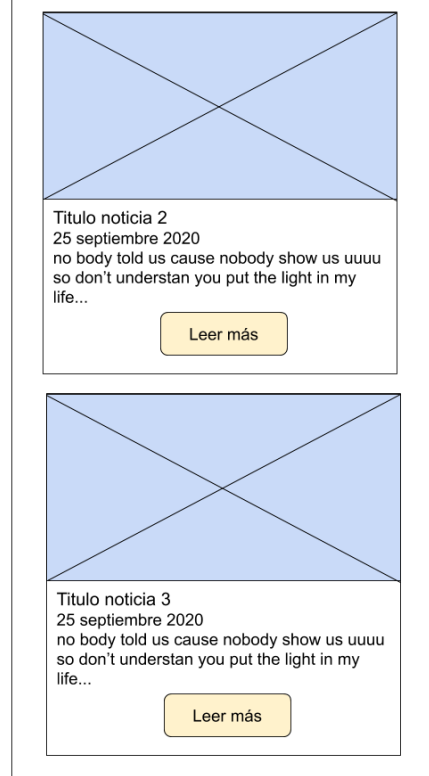 Titulo noticia 2
25 septiembre 2020
no body told us cause nobody show us uuuu
so don't understan you put the light in my
life...
Leer más
Titulo noticia 3
25 septiembre 2020
no body told us cause nobody show us uuuu
so don't understan you put the light in my
life...
Leer más